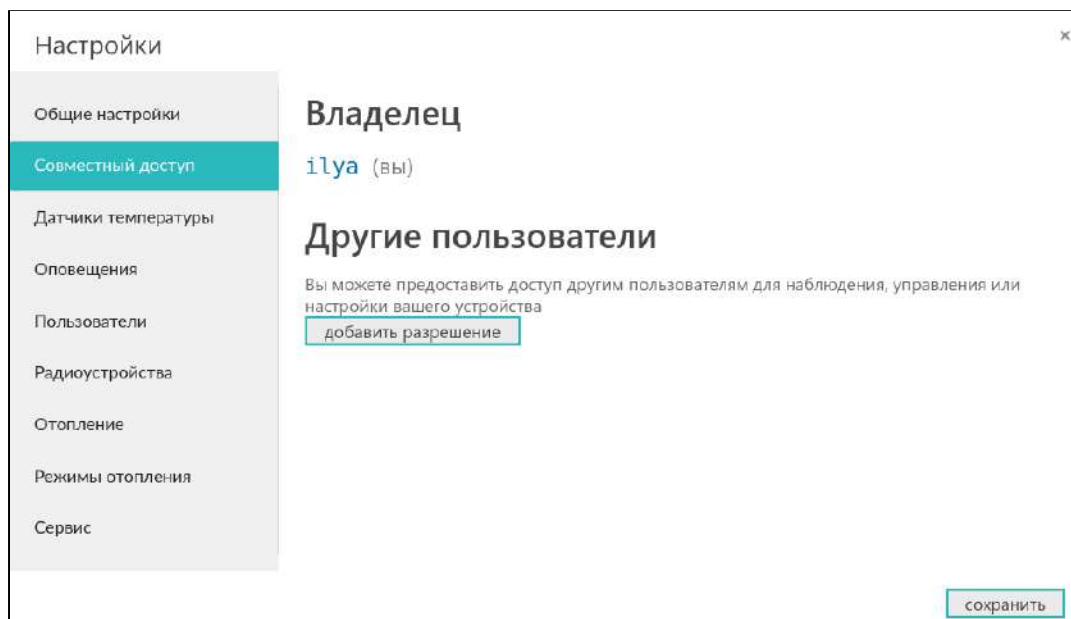 Настройки
×
Общие настройки
Совместный доступ
Датчики температуры
Оповещения
Пользователи
Радиоустройства
Отопление
Режимы отопления
Сервис
Владелец
ilya (вы)
Другие пользователи
Вы можете предоставить доступ другим пользователям для наблюдения, управления или
настройки вашего устройства
добавить разрешение
сохранить